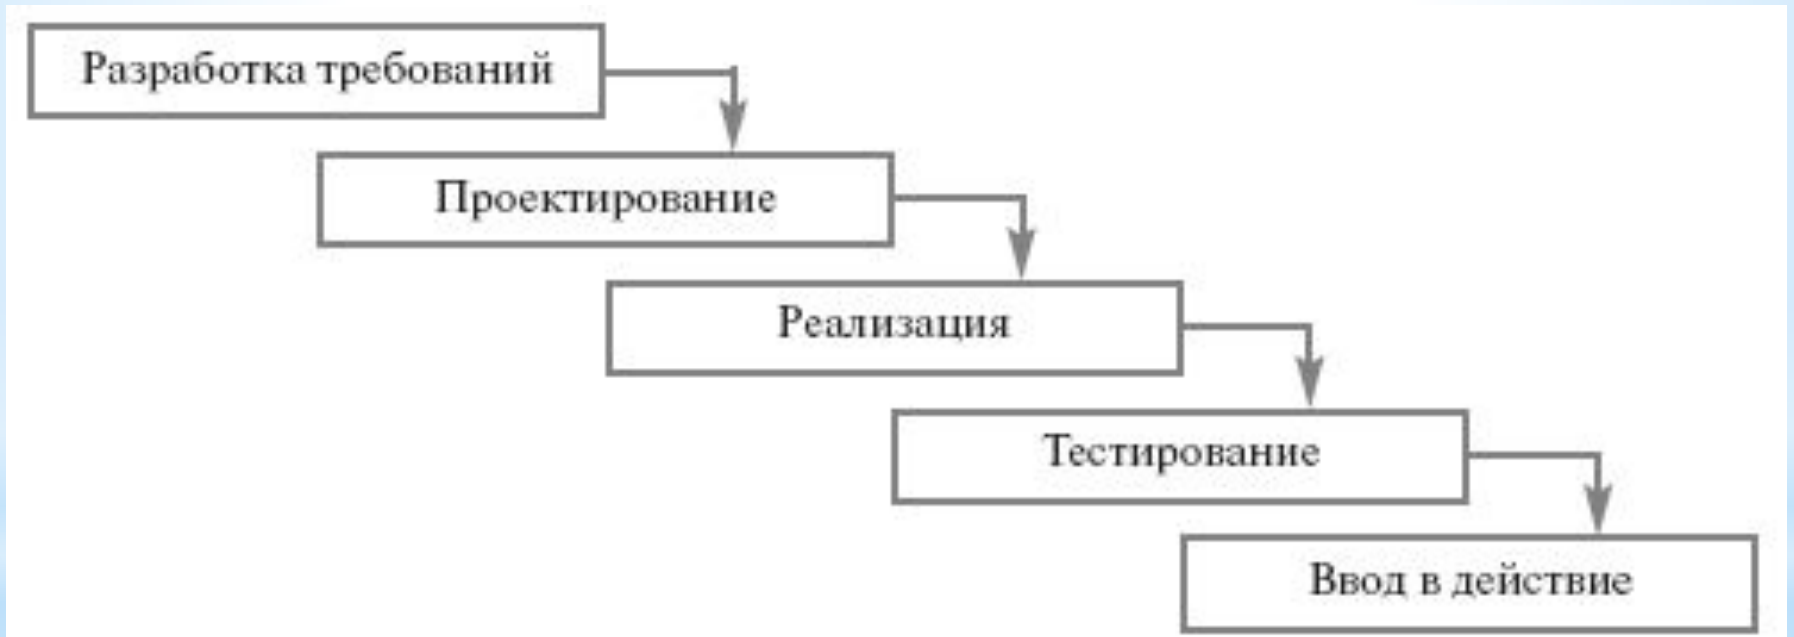 Разработка требований
Проектирование
Реализация
Тестирование
Ввод в действие